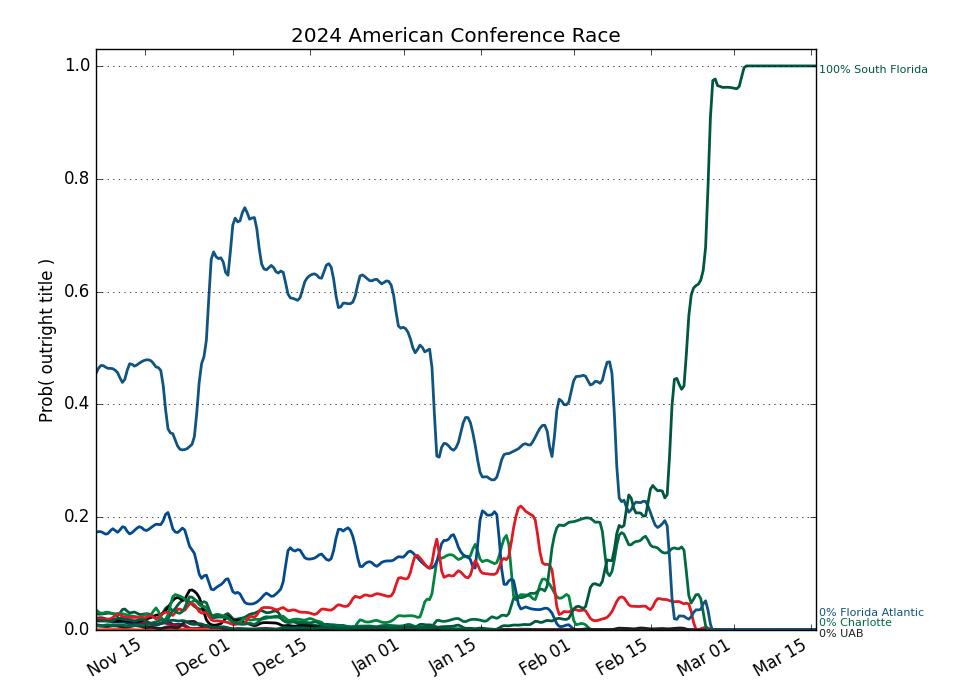 2024 American Conference Race
Prob( outright title )
1.0
0.8
0.6
0.4
0.2
0.0
100% South Florida
0% Florida Atlantic
0% Charlotte
0% UAB
Nov 15
Dec 01
Dec 15
Jan 01
Jan 15
Feb 01
Feb 15
Mar 01
Mar 15